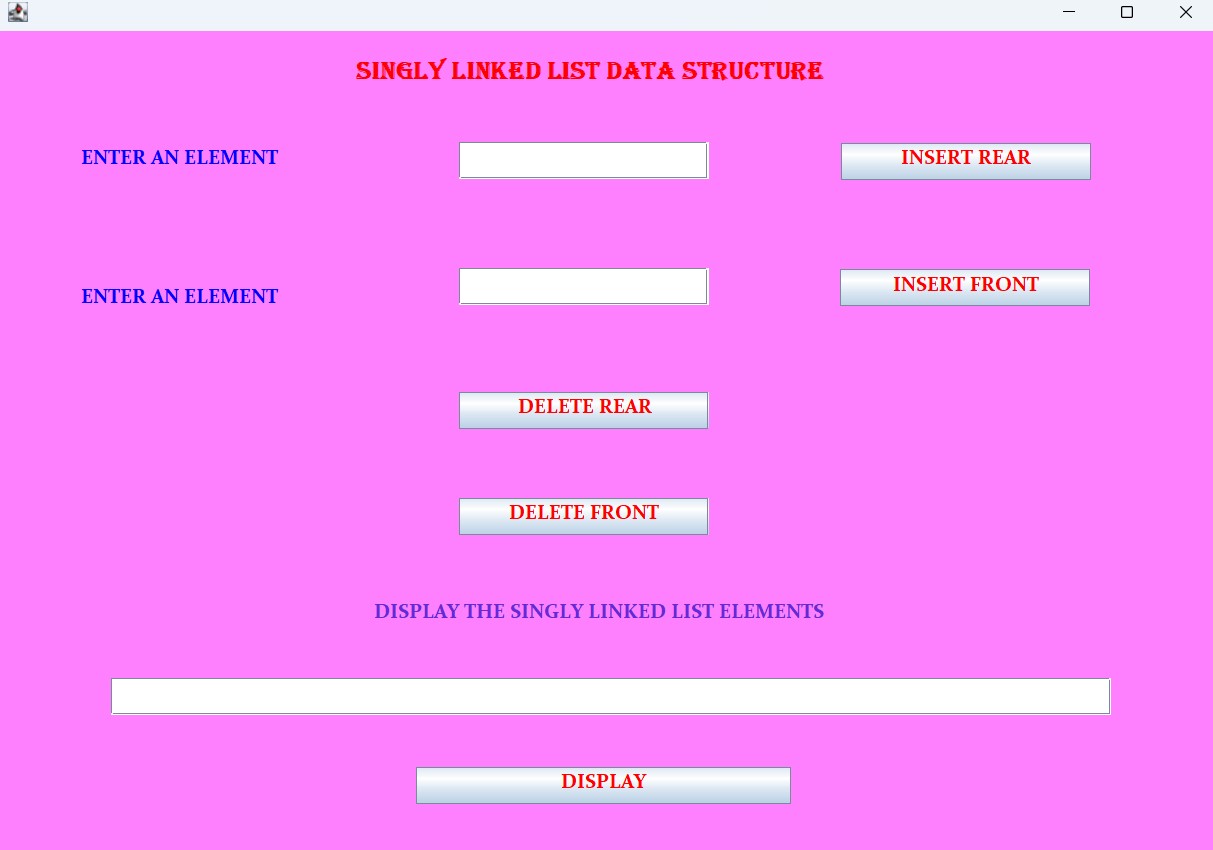 SINGLY LINKED LIST DATA STRUCTURE
ENTER AN ELEMENT
INSERT REAR
ENTER AN ELEMENT
INSERT FRONT
DELETE REAR
DELETE FRONT
DISPLAY THE SINGLY LINKED LIST ELEMENTS
DISPLAY